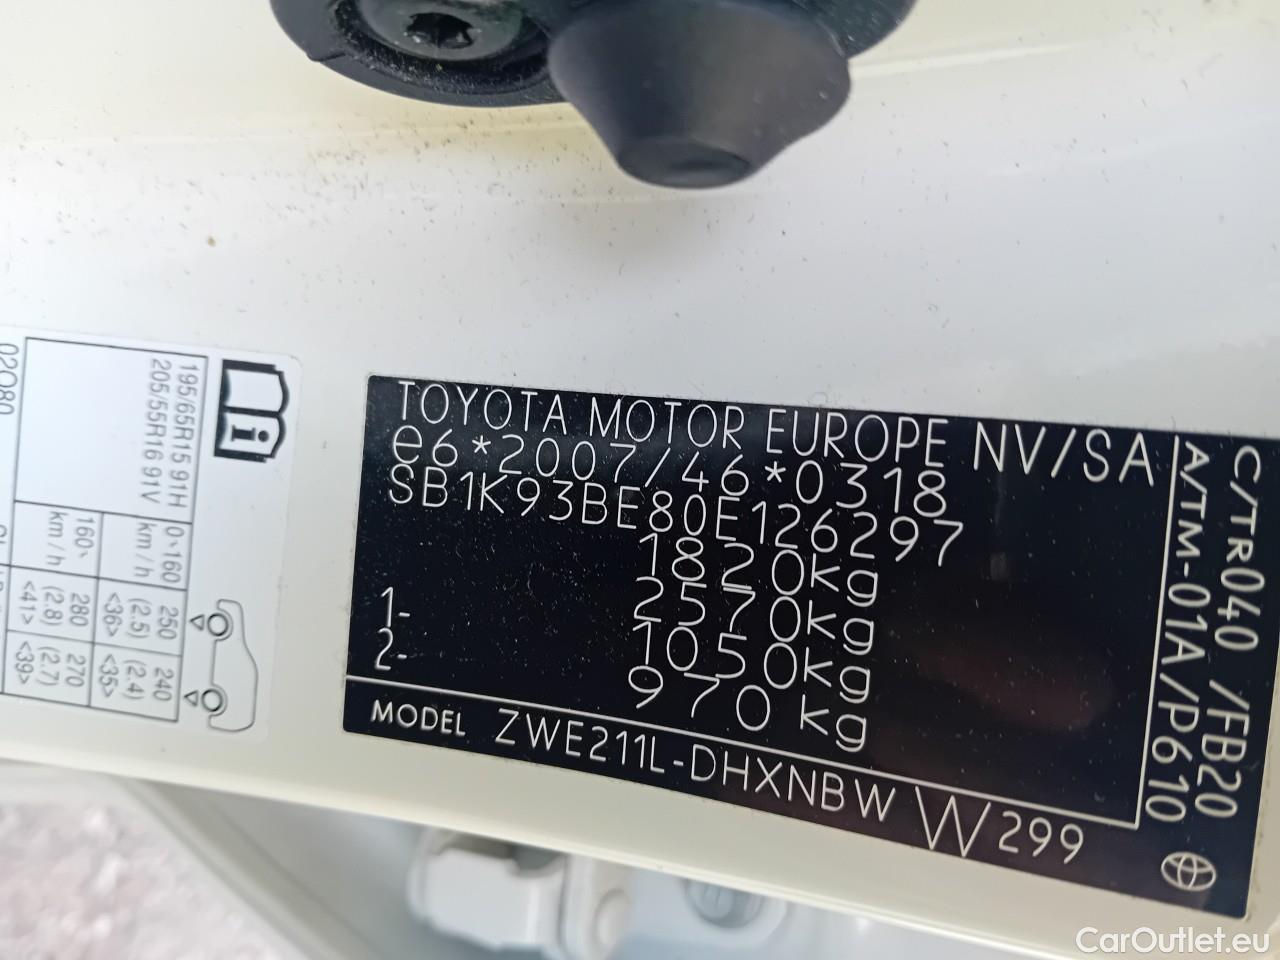 TOYOTA MOTOR EUROPE NV/SA
e6*2007/46*0318
SB1K93BE80E126297
1820kg
2570kg
1- 1050kg
2- 970 kg
MODEL ZWE211L-DHXNBW W299
C/TR040 /FB20
A/TM-01A/P610
195/65R15 91H
205/55R16 91V
0~160 km/h
250 (2.5) <36>
240 (2.4) <35>
160~ km/h
280 (2.8) <41>
270 (2.7) <39>
02080
CarOutlet.eu